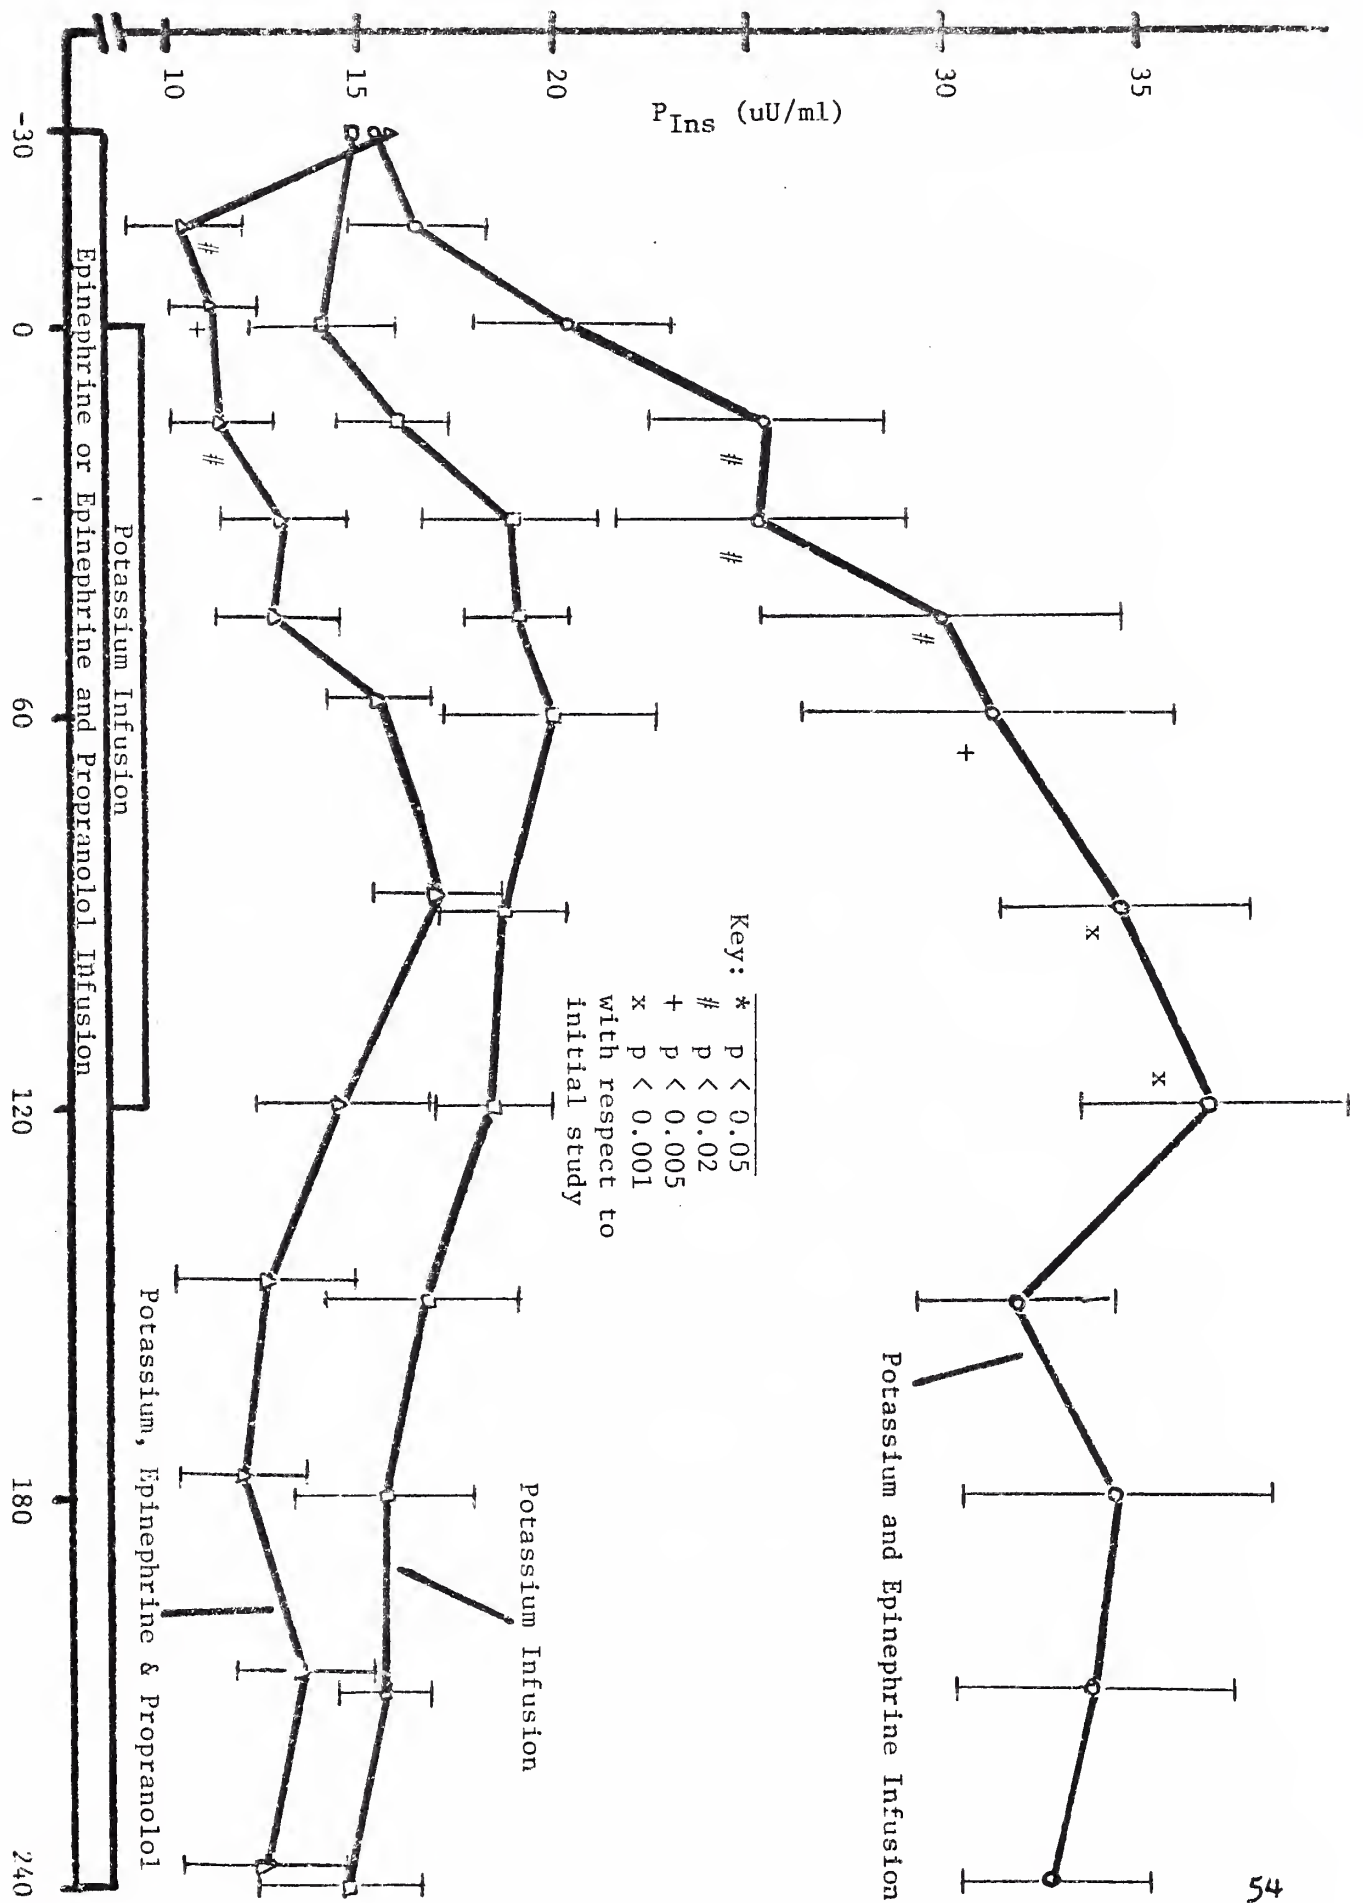 P_Ins (uU/ml)
35
30
20
15
10
#
+
#
#
#
#
+
x
x
Key: * p < 0.05
# p < 0.02
+ p < 0.005
x p < 0.001
with respect to
initial study
Potassium and Epinephrine Infusion
Potassium Infusion
Potassium, Epinephrine & Propranolol
Potassium Infusion
Epinephrine or Epinephrine and Propranolol Infusion
-30
0
60
120
180
240
54